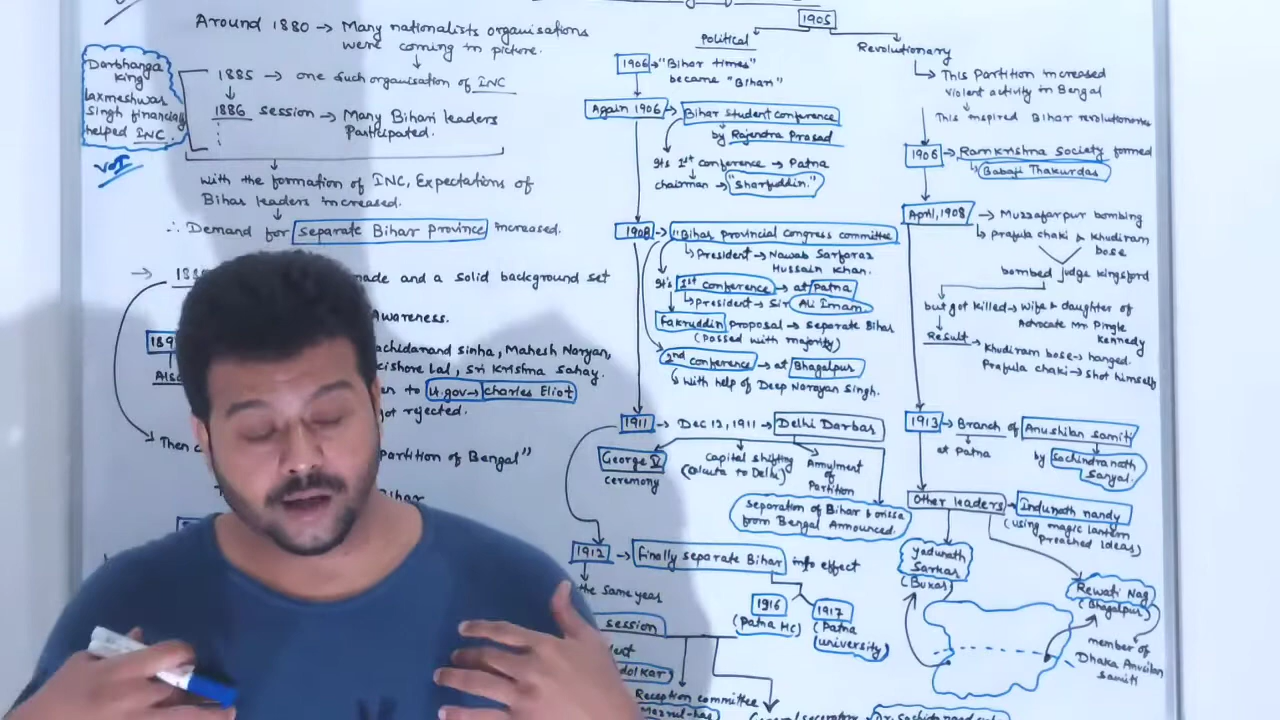 Around 1880 → Many nationalists organisations
were coming in picture.
Darbhanga
King
Laxmeshwar
Singh financialy
helped INC.
VVI
1885 → one such organisation of INC
1886 session → Many Bihari leaders
Participated.
with the formation of INC, Expectations of
Bihar leaders increased.
∴ Demand for separate Bihar province increased.
made and a solid background set
Awareness.
achidanand sinha, Mahesh Narayan,
kishore Lal, Sri Krishna Sahay.
Lt.gov → Charles Eliot
got rejected.
Then
Partition of Bengal"
1905
Political
1906 → "Bihar times"
became "Bihari"
Again 1906 → Bihar student conference
by Rajendra Prasad
Its 1st conference → Patna
chairman → "Sharfuddin."
1908 → "Bihar provincial congress committee
President → Nawab Sarfaraz
Hussain Khan.
It's 1st conference → at Patna
President → Sir Ali Imam
Fakruddin proposal → separate Bihar
(passed with majority)
2nd conference → at Bhagalpur
with help of Deep Narayan Singh.
1911 → Dec 12, 1911 → Delhi Darbar
George V
ceremony
Capital shifting
(Calcuta to Delhi)
Annulment
of
Partition
separation of Bihar & orissa
from Bengal Announced.
1912 → finally separate Bihar into effect
the same year
1916
(Patna HC)
1917
(Patna
university)
session
Reception committee
Revolutionary
This Partition increased
violent activity in Bengal
This inspired Bihar revolutionaries
1906 → Ramkrishna Society formed
Babaji Thakurdas
April, 1908 → Muzzafarpur bombing
Prafula chaki & Khudiram
bose
bombed judge kingsford
but got killed → Wife & daughter of
Advocate Mr Pingle
Kennedy
Result → Khudiram bose → hanged.
Prafula chaki → Shot himself
1913 → Branch of Anushilan samiti
at Patna
by Sachindranath
Sanyal.
Other leaders → Indunath nandy
(using magic lantern
preached ideas)
Yadunath
Sarkar
(Buxar)
Rewati Nag
(Bhagalpur)
member of
Dhaka Anusilan
Samiti